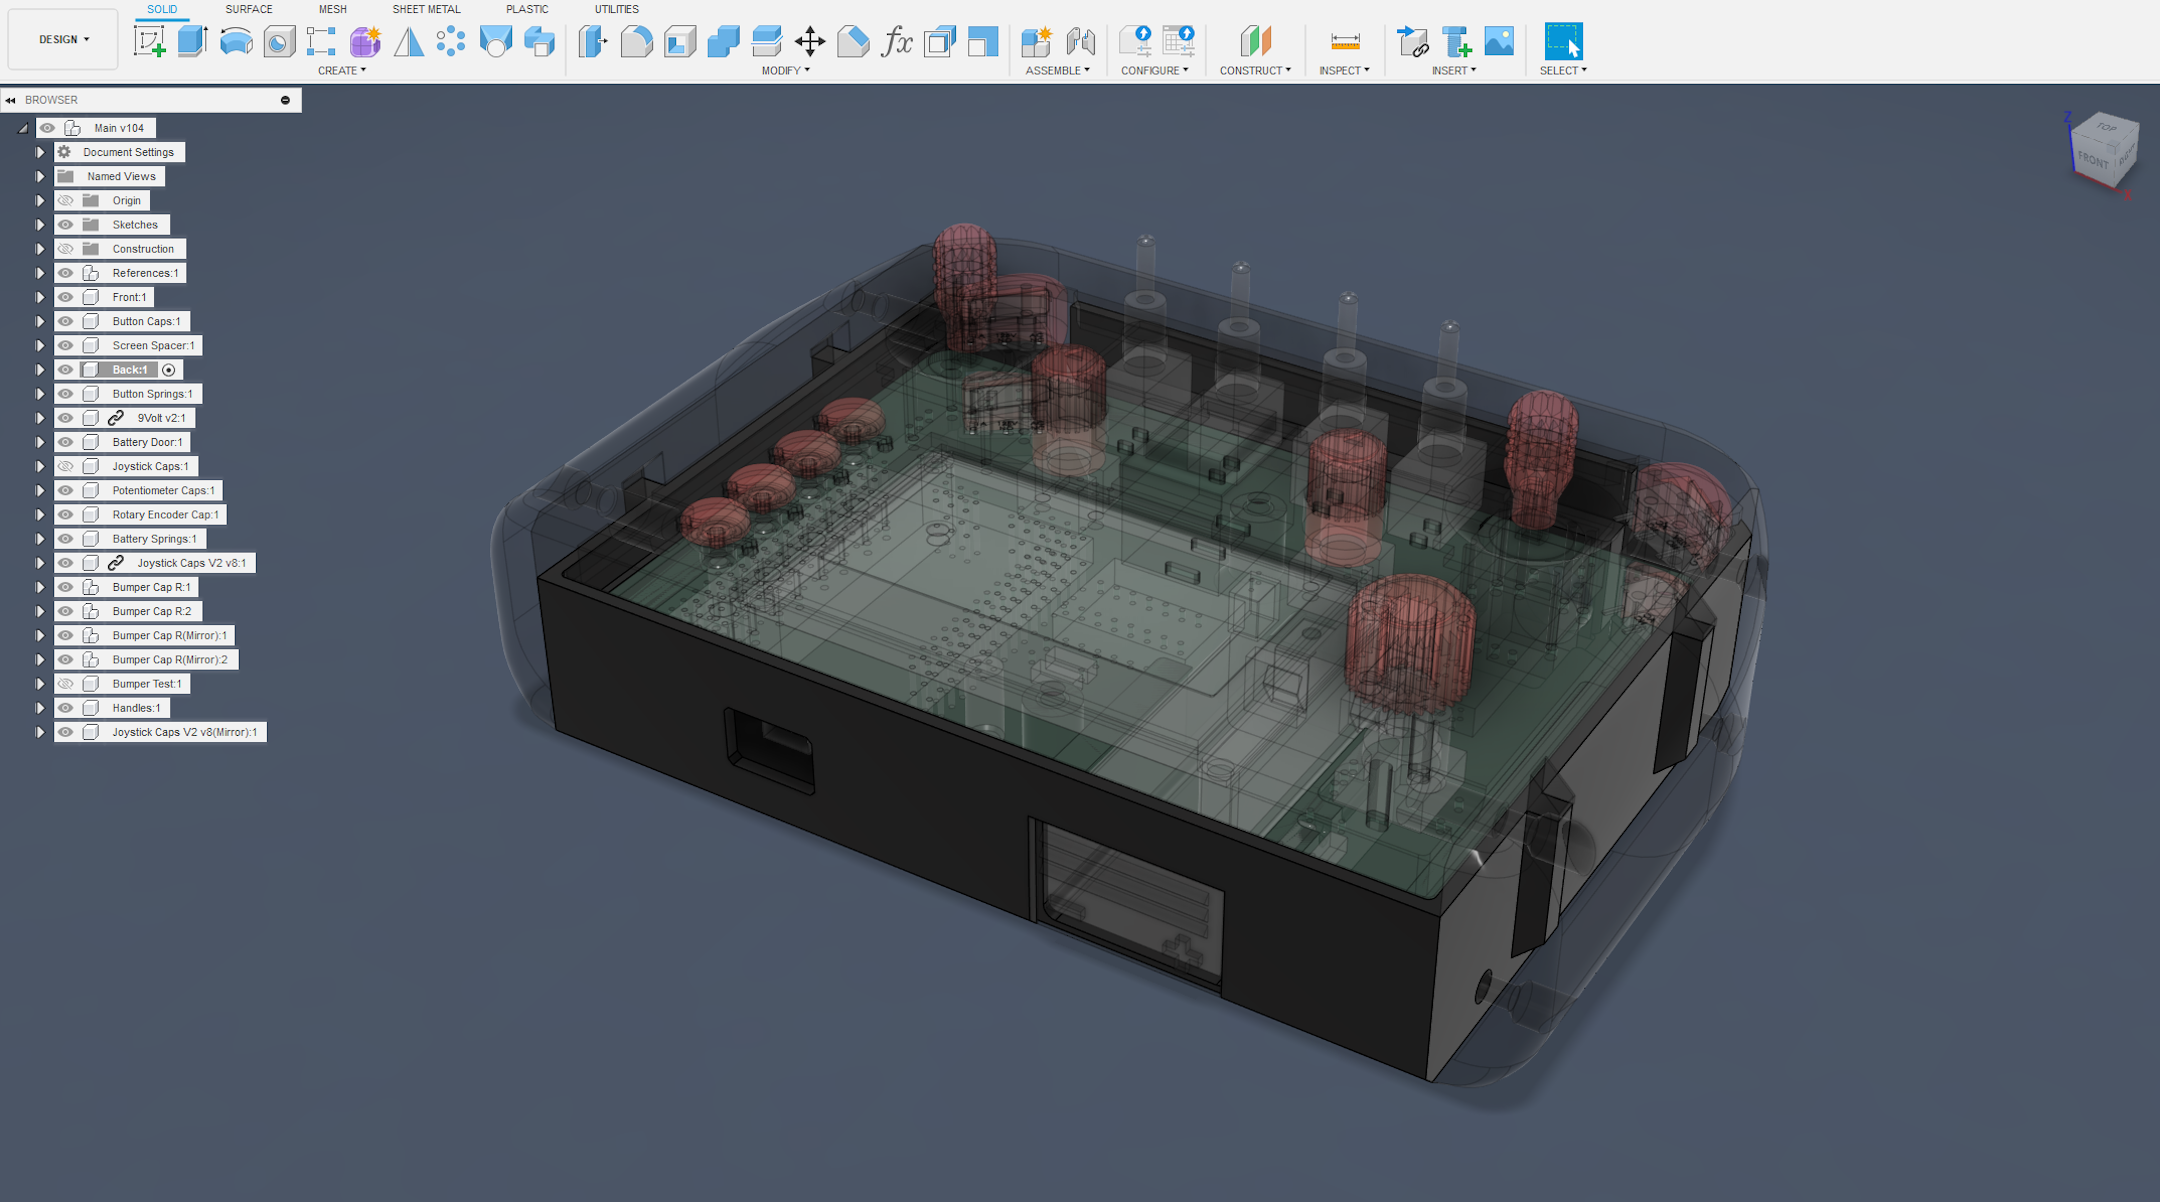 SOLID SURFACE MESH SHEET METAL PLASTIC UTILITIES
DESIGN
CREATE MODIFY ASSEMBLE CONFIGURE CONSTRUCT INSPECT INSERT SELECT
BROWSER
Main v104
Document Settings
Named Views
Origin
Sketches
Construction
References:1
Front:1
Button Caps:1
Screen Spacer:1
Back:1
Button Springs:1
9Volt v2:1
Battery Door:1
Joystick Caps:1
Potentiometer Caps:1
Rotary Encoder Cap:1
Battery Springs:1
Joystick Caps V2 v8:1
Bumper Cap R:1
Bumper Cap R:2
Bumper Cap R(Mirror):1
Bumper Cap R(Mirror):2
Bumper Test:1
Handles:1
Joystick Caps V2 v8(Mirror):1
Z
TOP
FRONT
X